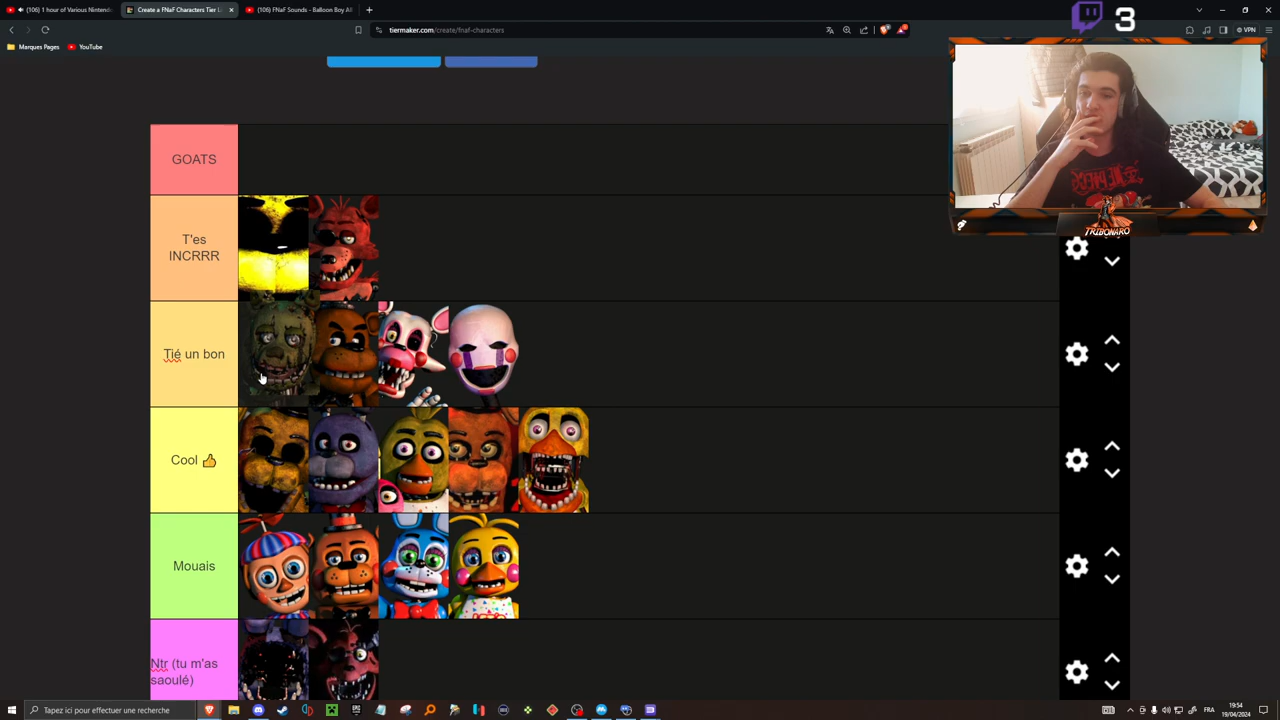 (106) 1 hour of Various Nintend
Create a FNaF Characters Tier L
(106) FNaF Sounds - Balloon Boy A
3
tiermaker.com/create/fnaf-characters
VPN
Marques Pages
YouTube
GOATS
T'es
INCRRR
TRIBONARO
Tié un bon
Cool 👍
Mouais
Ntr (tu m'as
saoulé)
Tapez ici pour effectuer une recherche
FRA
19:54
19/04/2024